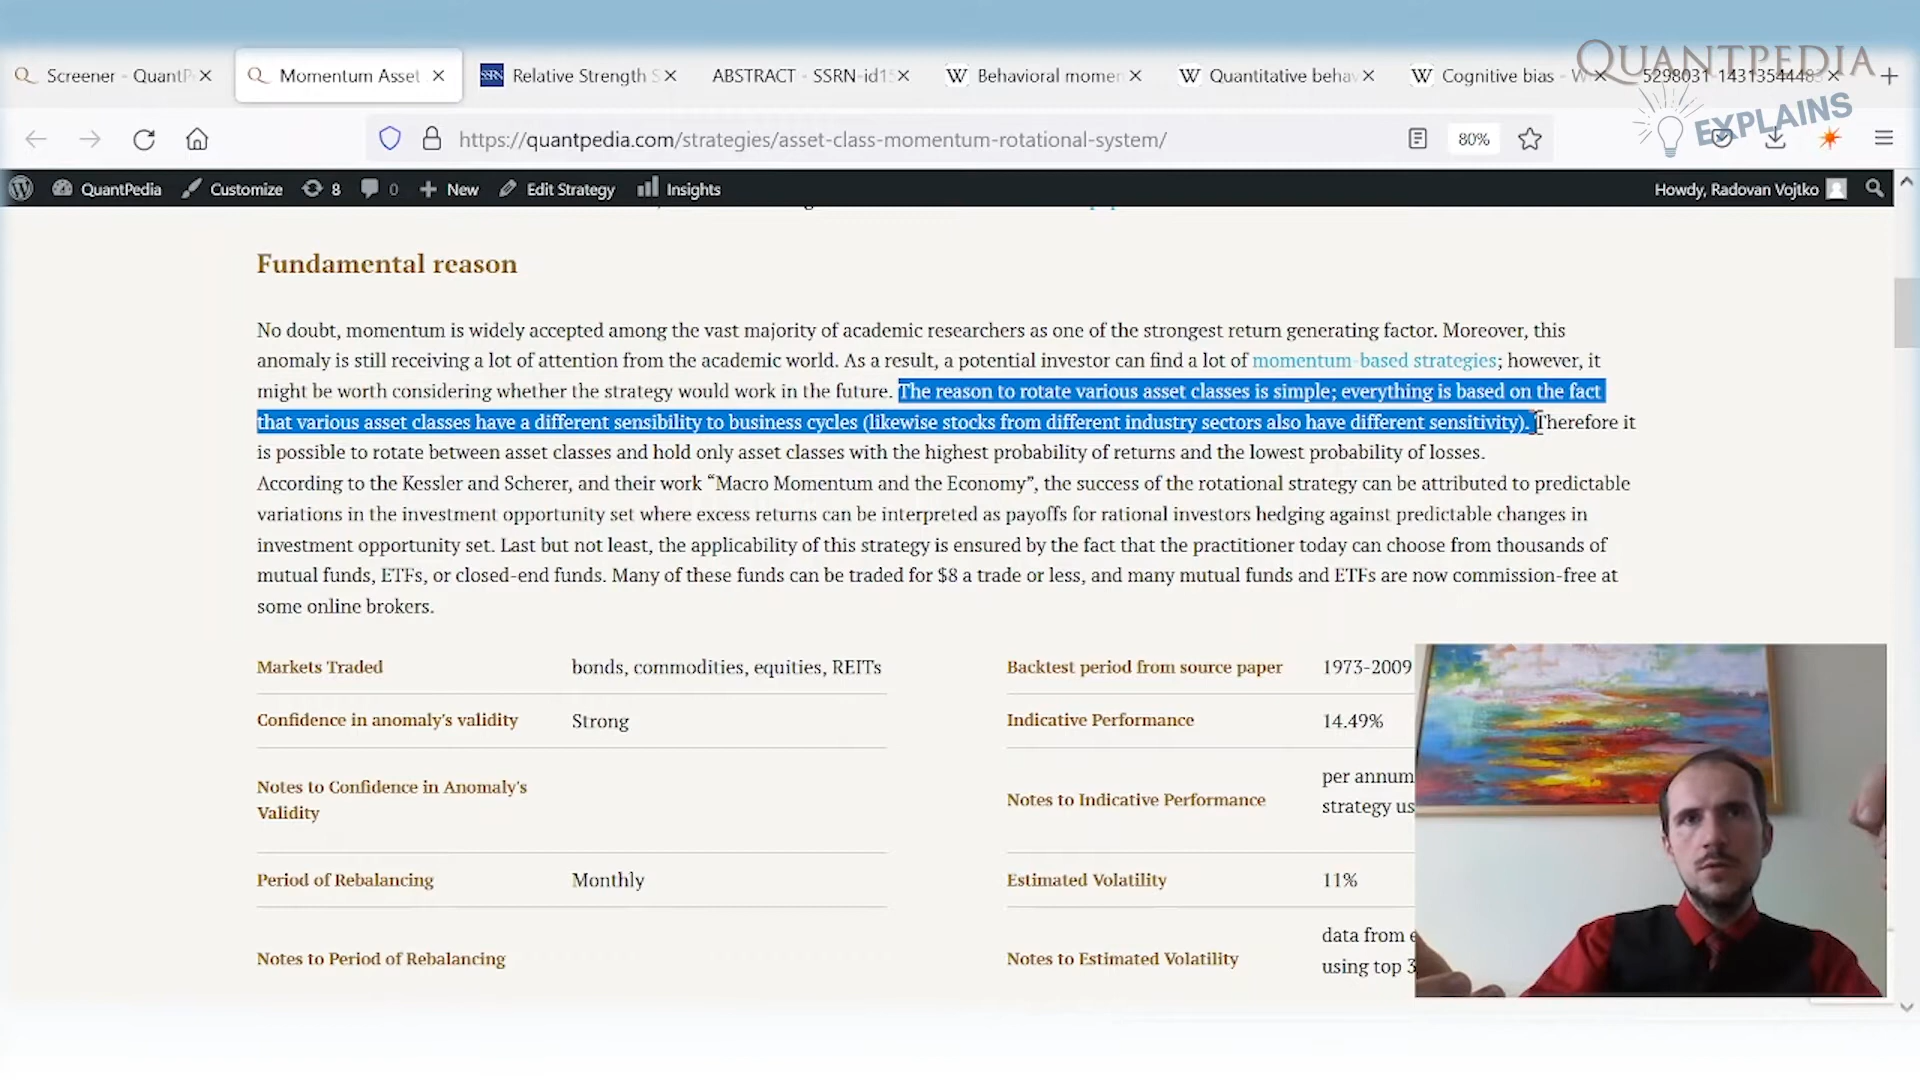 QUANTPEDIA
EXPLAINS
Screener - QuantP
Momentum Asset
SSRN Relative Strength S
ABSTRACT - SSRN-id15
W Behavioral momen
W Quantitative beha
W Cognitive bias - W
https://quantpedia.com/strategies/asset-class-momentum-rotational-system/
80%
QuantPedia Customize 8 0 New Edit Strategy Insights Howdy, Radovan Vojtko
Fundamental reason
No doubt, momentum is widely accepted among the vast majority of academic researchers as one of the strongest return generating factor. Moreover, this
anomaly is still receiving a lot of attention from the academic world. As a result, a potential investor can find a lot of momentum-based strategies; however, it
might be worth considering whether the strategy would work in the future. The reason to rotate various asset classes is simple; everything is based on the fact
that various asset classes have a different sensibility to business cycles (likewise stocks from different industry sectors also have different sensitivity). Therefore it
is possible to rotate between asset classes and hold only asset classes with the highest probability of returns and the lowest probability of losses.
According to the Kessler and Scherer, and their work “Macro Momentum and the Economy”, the success of the rotational strategy can be attributed to predictable
variations in the investment opportunity set where excess returns can be interpreted as payoffs for rational investors hedging against predictable changes in
investment opportunity set. Last but not least, the applicability of this strategy is ensured by the fact that the practitioner today can choose from thousands of
mutual funds, ETFs, or closed-end funds. Many of these funds can be traded for $8 a trade or less, and many mutual funds and ETFs are now commission-free at
some online brokers.
Markets Traded bonds, commodities, equities, REITs
Backtest period from source paper 1973-2009
Confidence in anomaly's validity Strong
Indicative Performance 14.49%
Notes to Confidence in Anomaly's
Validity
Notes to Indicative Performance per annum
strategy us
Period of Rebalancing Monthly
Estimated Volatility 11%
Notes to Period of Rebalancing
Notes to Estimated Volatility data from e
using top 3